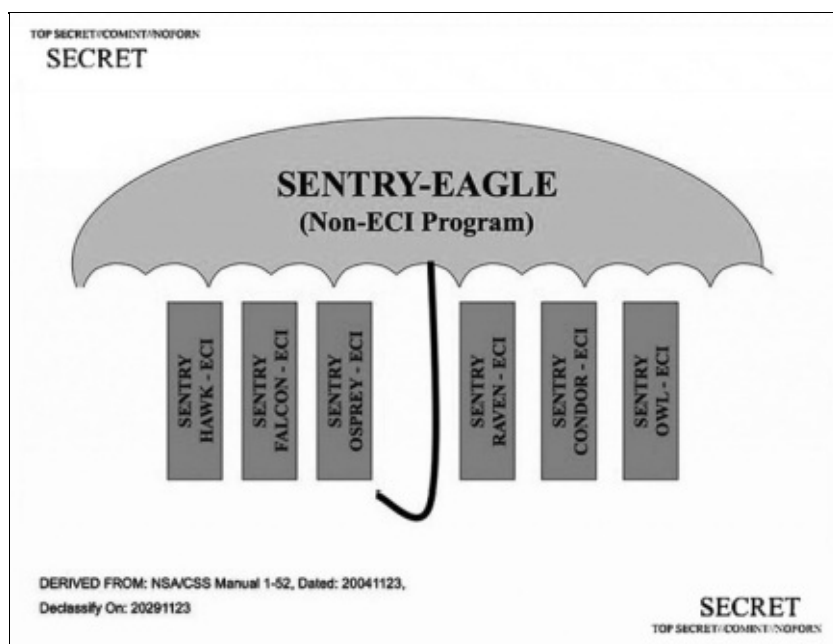 TOP SECRET//COMINT//NOFORN
SECRET
SENTRY-EAGLE
(Non-ECI Program)
SENTRY
HAWK - ECI
SENTRY
FALCON - ECI
SENTRY
OSPREY - ECI
SENTRY
RAVEN - ECI
SENTRY
CONDOR - ECI
SENTRY
OWL - ECI
DERIVED FROM: NSA/CSS Manual 1-52, Dated: 20041123,
Declassify On: 20291123
SECRET
TOP SECRET//COMINT//NOFORN